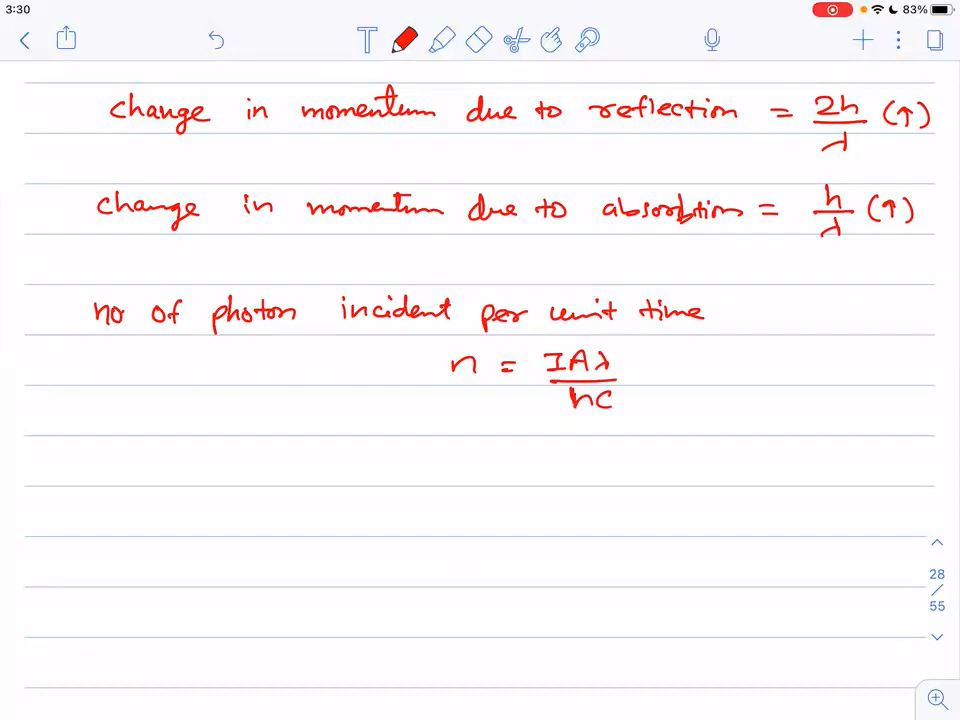 3:30
83%
T
change in momentum due to reflection = 2h/λ (↑)
change in momentum due to absorbtion = h/λ (↑)
no of photon incident per unit time
n = IAλ/hc
28
/
55